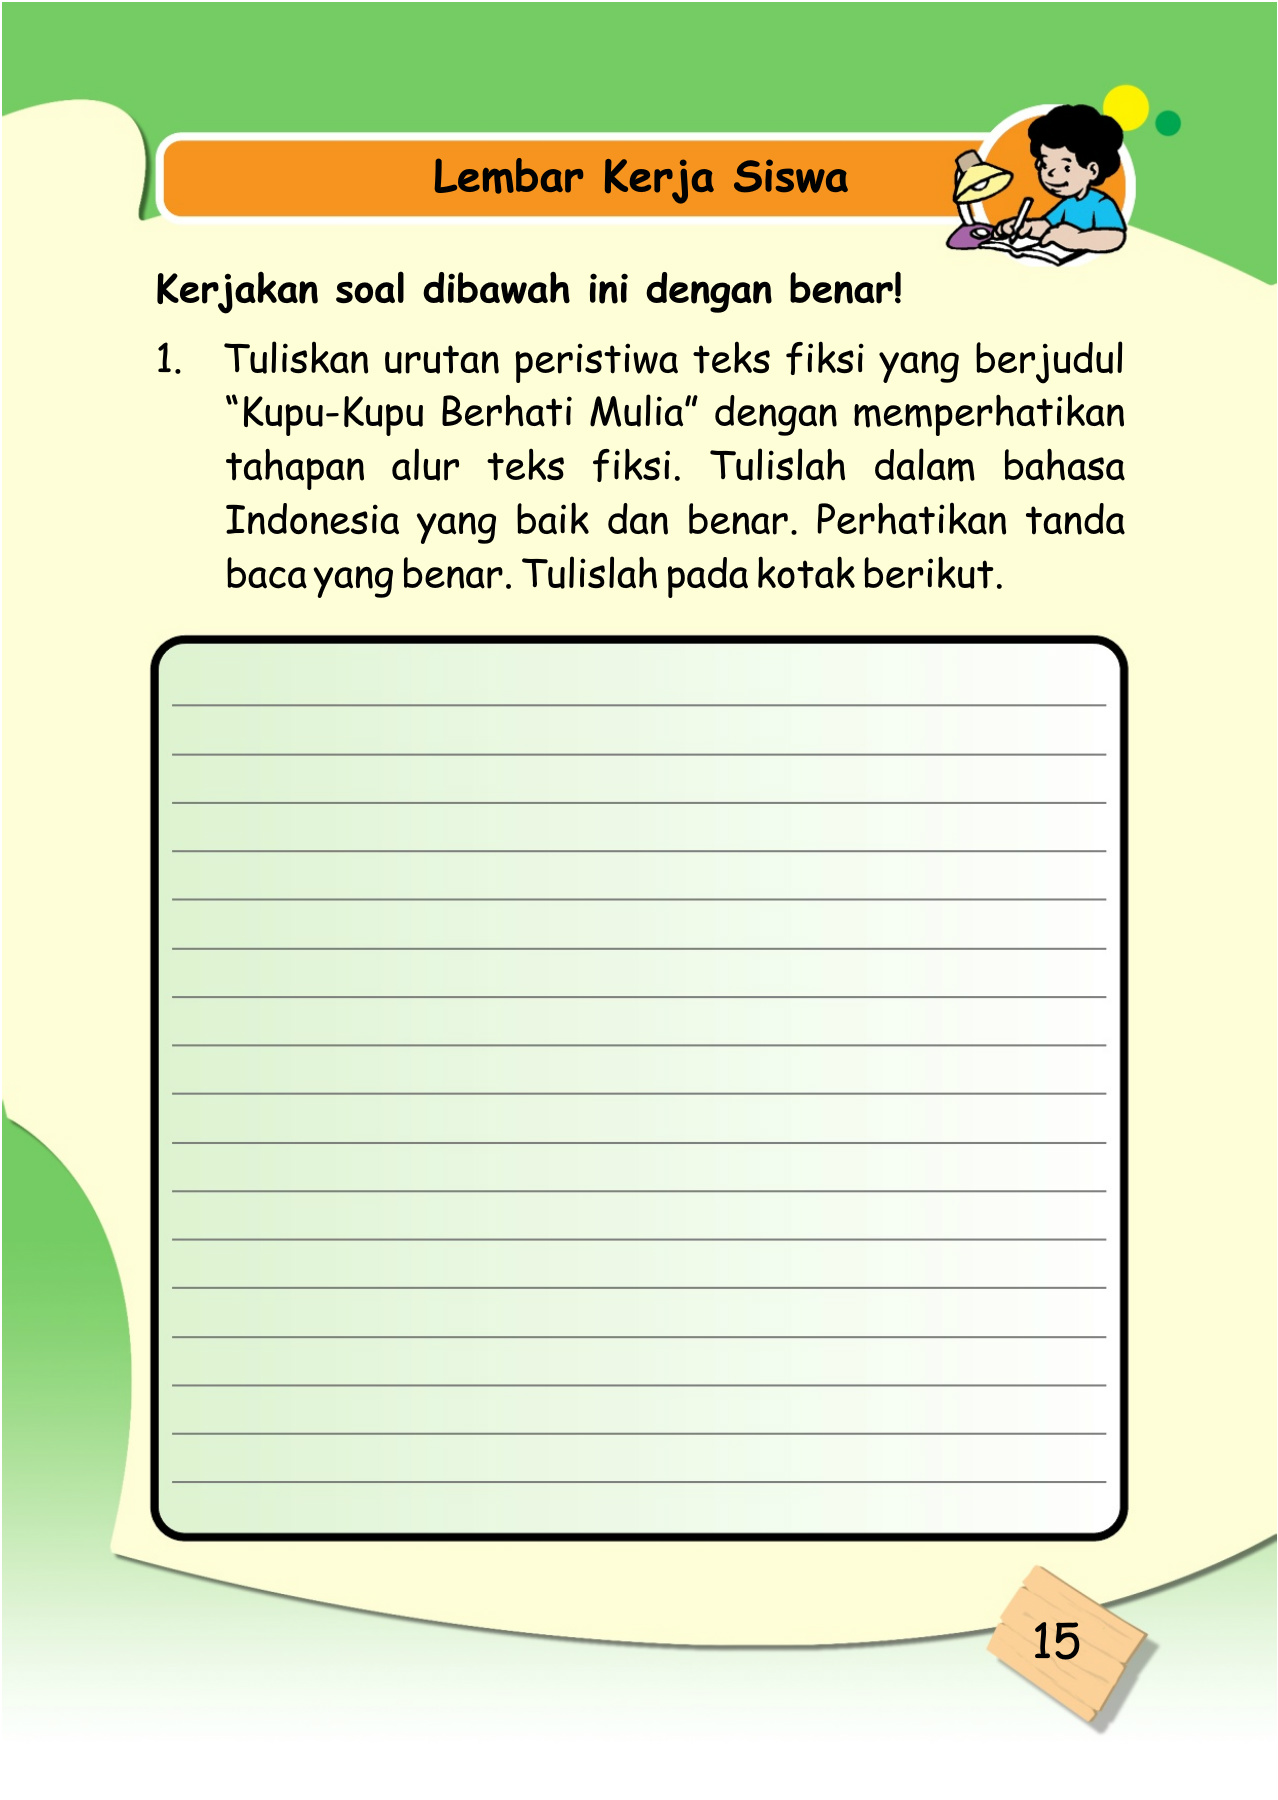 Lembar Kerja Siswa
Kerjakan soal dibawah ini dengan benar!
1. Tuliskan urutan peristiwa teks fiksi yang berjudul
“Kupu-Kupu Berhati Mulia” dengan memperhatikan
tahapan alur teks fiksi. Tulislah dalam bahasa
Indonesia yang baik dan benar. Perhatikan tanda
baca yang benar. Tulislah pada kotak berikut.
15